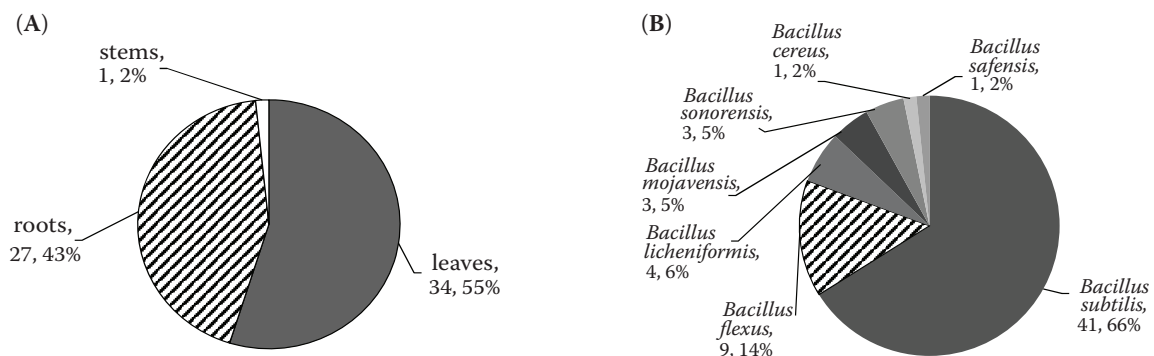 (A)
stems,
1, 2%
roots,
27, 43%
leaves,
34, 55%
(B)
Bacillus
cereus,
1, 2%
Bacillus
safensis,
1, 2%
Bacillus
sonorensis,
3, 5%
Bacillus
mojavensis,
3, 5%
Bacillus
licheniformis,
4, 6%
Bacillus
flexus,
9, 14%
Bacillus
subtilis,
41, 66%